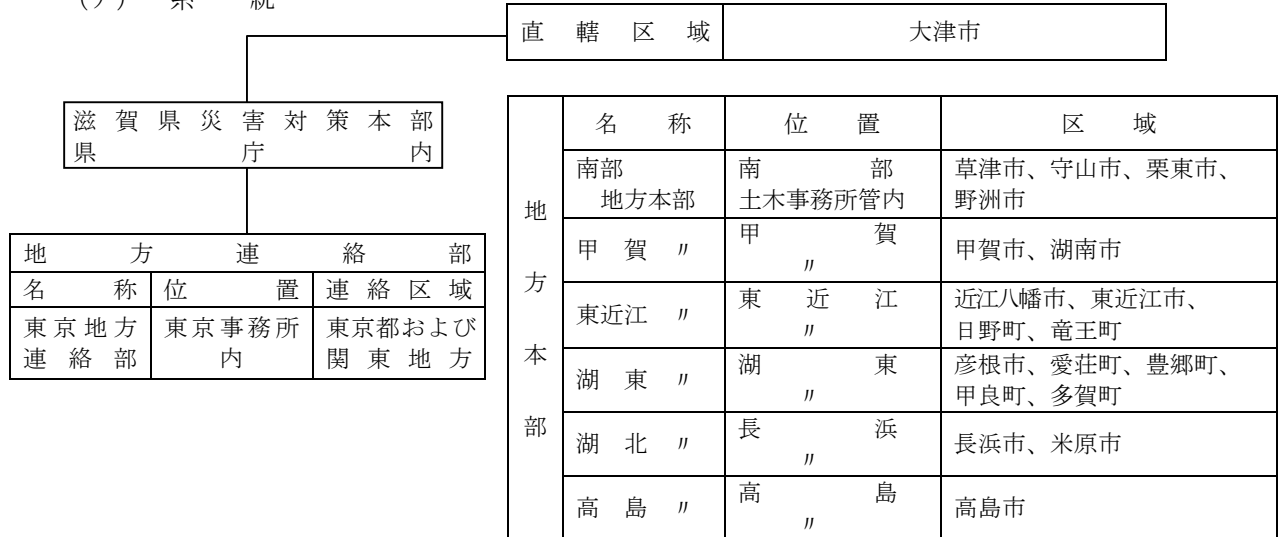 (ア) 系 統
直 轄 区 域 大津市
滋 賀 県 災 害 対 策 本 部
県 庁 内
地 方 連 絡 部
名 称 位 置 連 絡 区 域
東京地方 東京事務所 東京都および
連 絡 部 内 関 東 地 方
地 方 本 部
名 称 位 置 区 域
南部 南 部 草津市、守山市、栗東市、
地方本部 土木事務所管内 野洲市
甲 賀 〃 甲 賀 甲賀市、湖南市
〃
東近江 〃 東 近 江 近江八幡市、東近江市、
〃 日野町、竜王町
湖 東 〃 湖 東 彦根市、愛荘町、豊郷町、
〃 甲良町、多賀町
湖 北 〃 長 浜 長浜市、米原市
〃
高 島 〃 高 島 高島市
〃